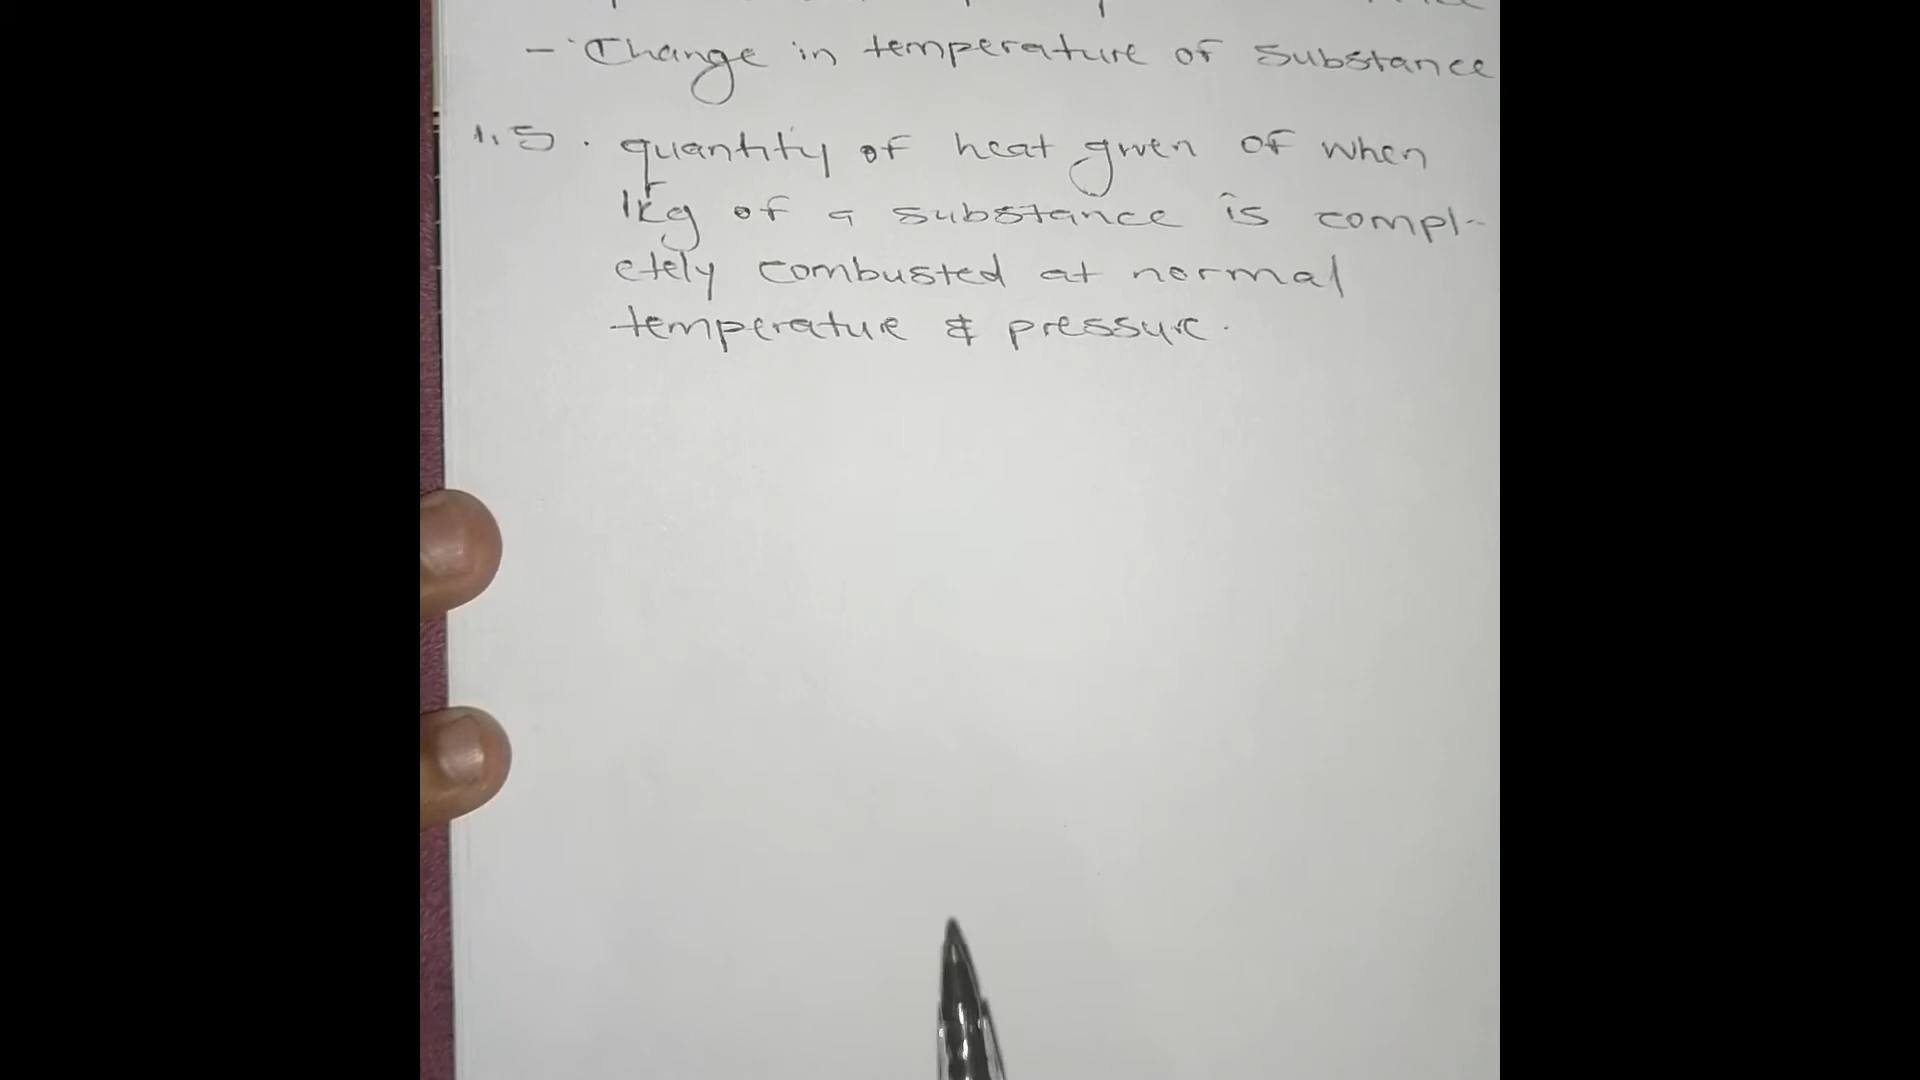 - Change in temperature of substance
1.5. quantity of heat given of when
1kg of a substance is compl-
etely combusted at normal
temperature & pressure.